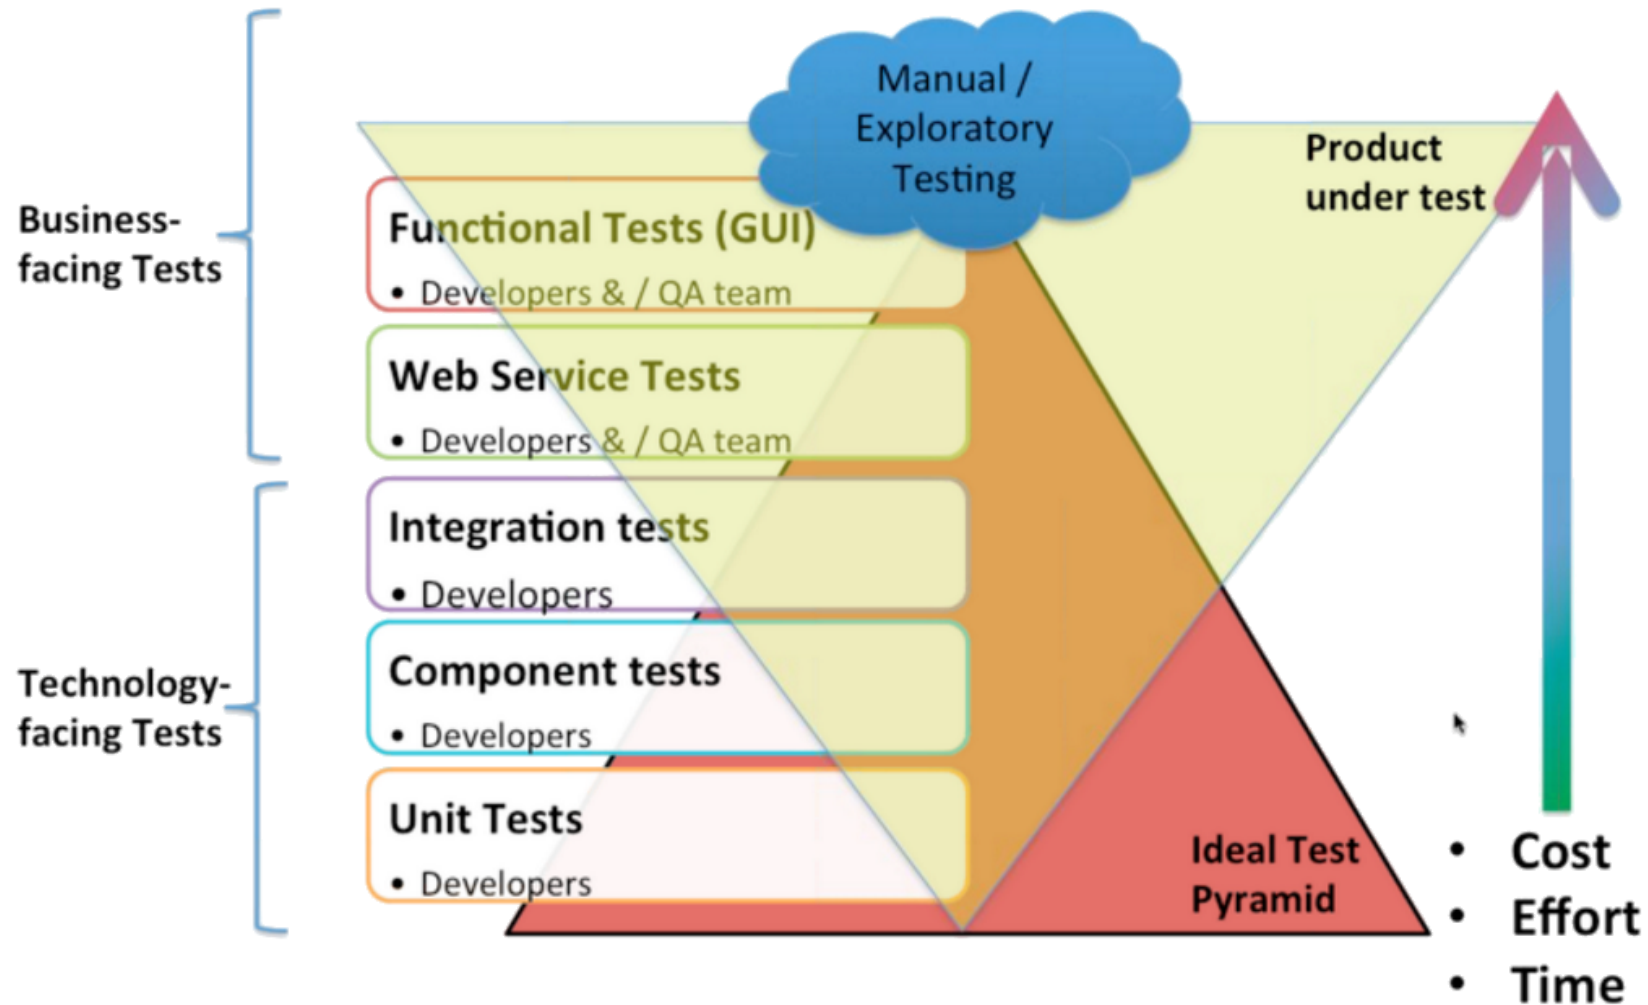 Manual /
Exploratory
Testing
Product
under test
Business-
facing Tests
Functional Tests (GUI)
• Developers & / QA team
Web Service Tests
• Developers & / QA team
Integration tests
• Developers
Technology-
facing Tests
Component tests
• Developers
Unit Tests
• Developers
Ideal Test
Pyramid
• Cost
• Effort
• Time